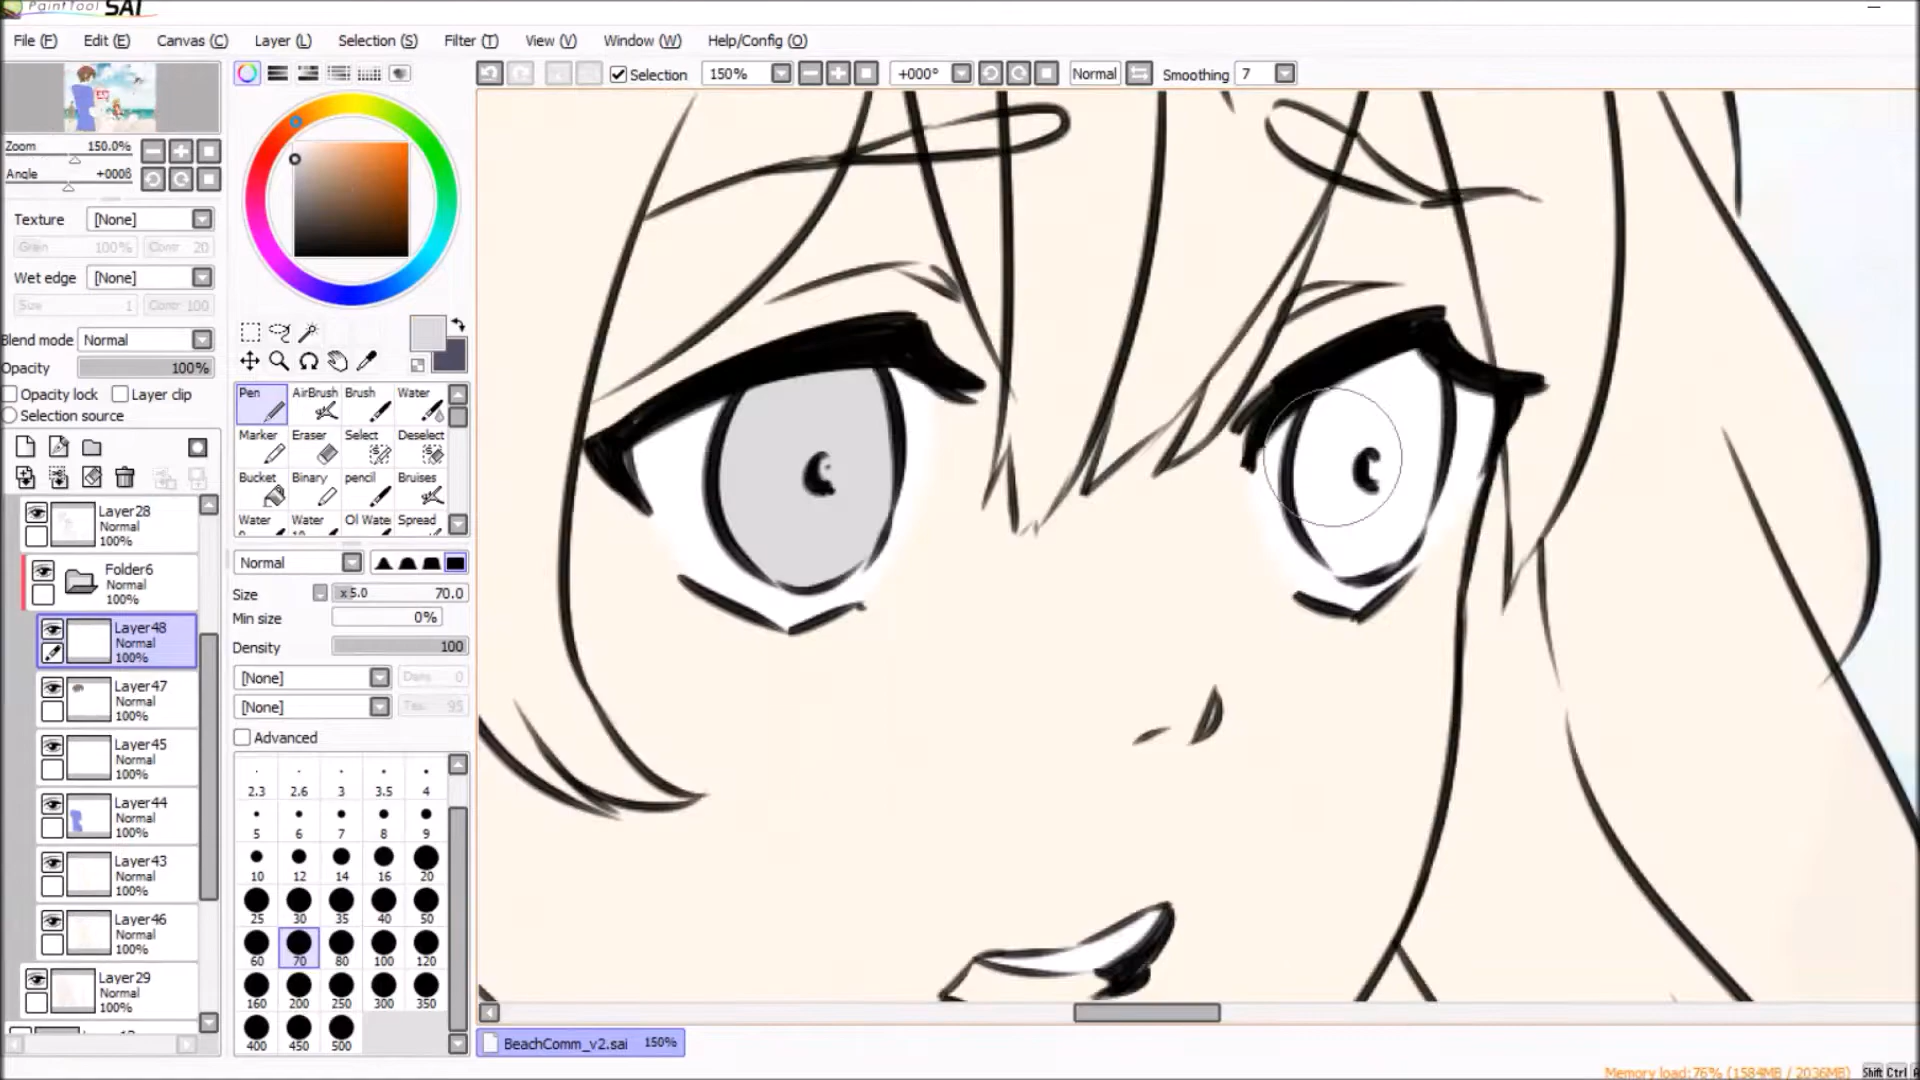 PaintTool SAI
File (F) Edit (E) Canvas (C) Layer (L) Selection (S) Filter (T) View (V) Window (W) Help/Config (O)
Selection 150% +000° Normal Smoothing 7
Zoom 150.0%
Angle +000ß
Texture [None]
Grain 100% Contr 20
Wet edge [None]
Size 1 Contr 100
Blend mode Normal
Opacity 100%
Opacity lock Layer clip
Selection source
Layer28
Normal
100%
Folder6
Normal
100%
Layer48
Normal
100%
Layer47
Normal
100%
Layer45
Normal
100%
Layer44
Normal
100%
Layer43
Normal
100%
Layer46
Normal
100%
Layer29
Normal
100%
Pen AirBrush Brush Water
Marker Eraser Select Deselect
Bucket Binary pencil Bruises
Water Water Ol Wate Spread
Normal
Size x5.0 70.0
Min size 0%
Density 100
[None] Dens 0
[None] Tex 95
Advanced
2.3 2.6 3 3.5 4
5 6 7 8 9
10 12 14 16 20
25 30 35 40 50
60 70 80 100 120
160 200 250 300 350
400 450 500
BeachComm_v2.sai 150%
Memory load:76% (1584MB / 2036MB) Shift Ctrl